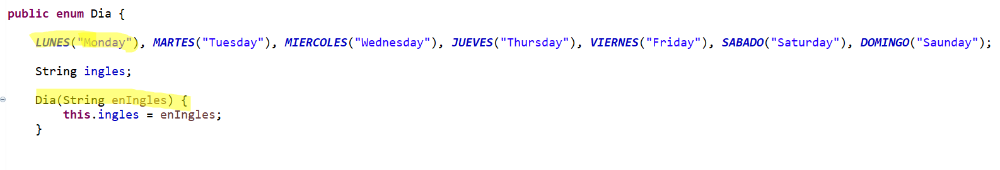 public enum Dia {
LUNES("Monday"), MARTES("Tuesday"), MIERCOLES("Wednesday"), JUEVES("Thursday"), VIERNES("Friday"), SABADO("Saturday"), DOMINGO("Saunday");
String ingles;
Dia(String enIngles) {
this.ingles = enIngles;
}